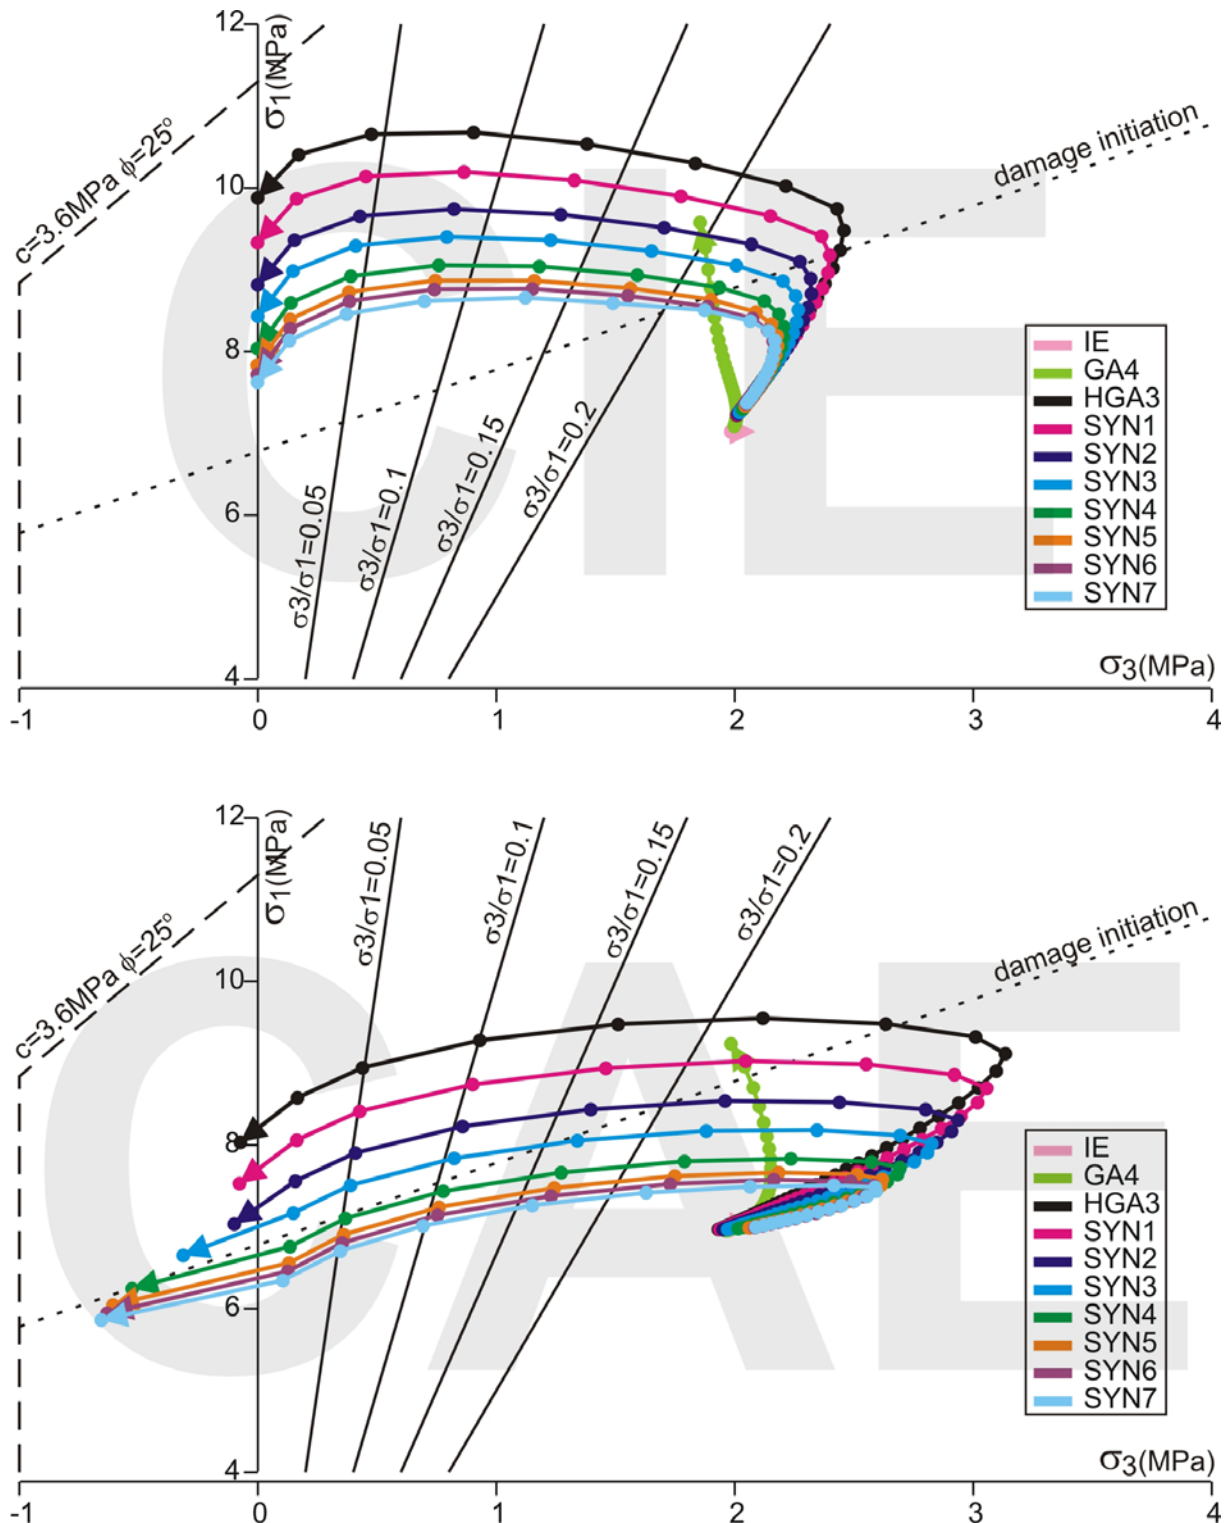 12
σ1(MPa)
c=3.6MPa ϕ=25º
damage initiation
10
8
6
4
σ3/σ1=0.05
σ3/σ1=0.1
σ3/σ1=0.15
σ3/σ1=0.2
CIE
IE
GA4
HGA3
SYN1
SYN2
SYN3
SYN4
SYN5
SYN6
SYN7
σ3(MPa)
-1 0 1 2 3 4
12
σ1(MPa)
c=3.6MPa ϕ=25º
σ3/σ1=0.05
σ3/σ1=0.1
σ3/σ1=0.15
σ3/σ1=0.2
damage initiation
10
8
6
4
CAE
IE
GA4
HGA3
SYN1
SYN2
SYN3
SYN4
SYN5
SYN6
SYN7
σ3(MPa)
-1 0 1 2 3 4